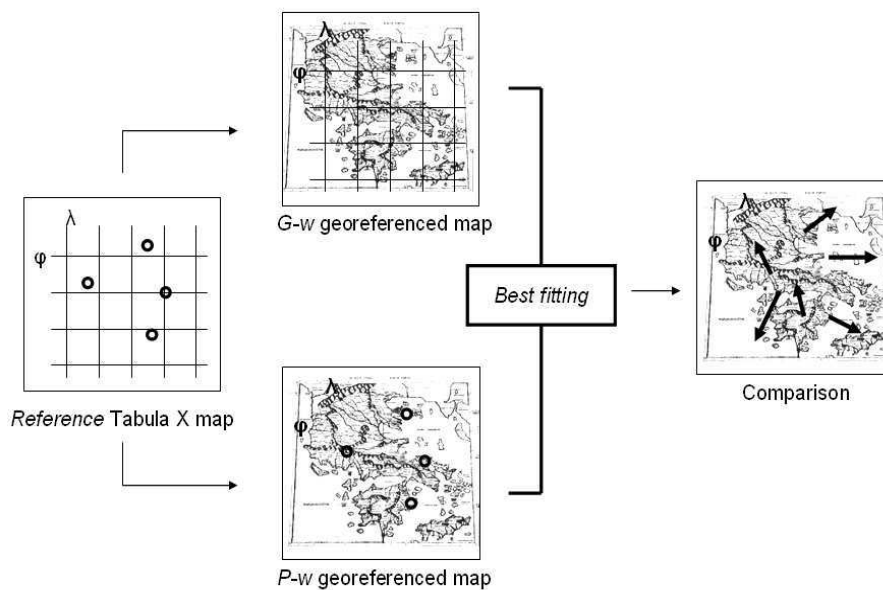 λ
φ
G-w georeferenced map
λ
φ
Reference Tabula X map
λ
φ
P-w georeferenced map
Best fitting
λ
φ
Comparison